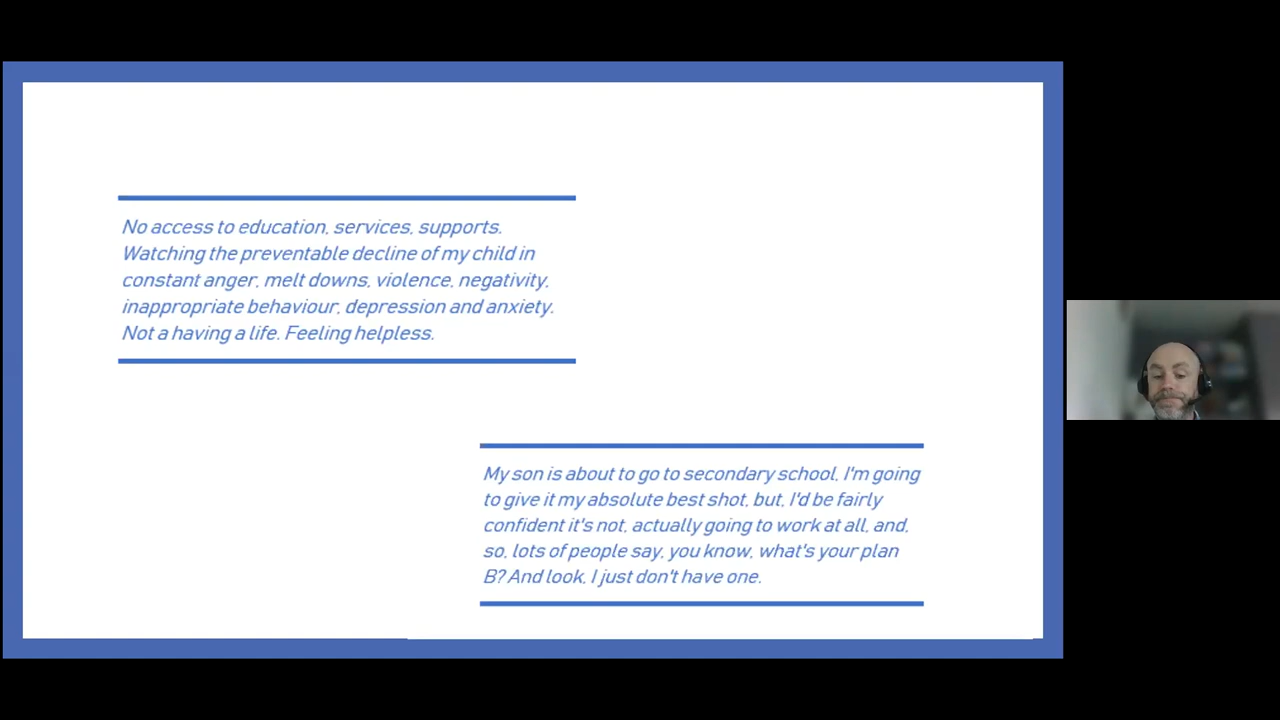 No access to education, services, supports.
Watching the preventable decline of my child in
constant anger, melt downs, violence, negativity,
inappropriate behaviour, depression and anxiety.
Not a having a life. Feeling helpless.
My son is about to go to secondary school, I'm going
to give it my absolute best shot, but, I'd be fairly
confident it's not, actually going to work at all, and,
so, lots of people say, you know, what's your plan
B? And look, I just don't have one.